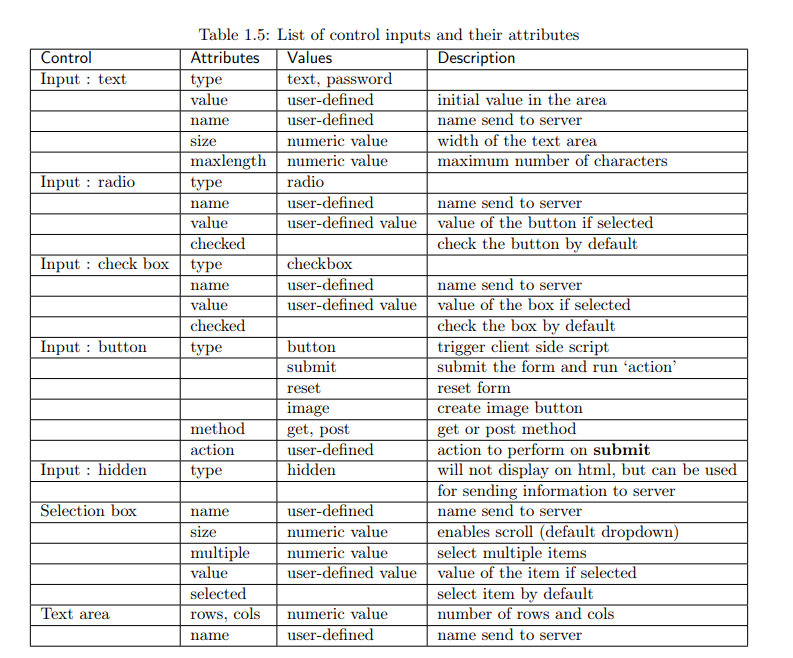 Table 1.5: List of control inputs and their attributes
Control Attributes Values Description
Input : text type text, password
value user-defined initial value in the area
name user-defined name send to server
size numeric value width of the text area
maxlength numeric value maximum number of characters
Input : radio type radio
name user-defined name send to server
value user-defined value value of the button if selected
checked check the button by default
Input : check box type checkbox
name user-defined name send to server
value user-defined value value of the box if selected
checked check the box by default
Input : button type button trigger client side script
submit submit the form and run ‘action’
reset reset form
image create image button
method get, post get or post method
action user-defined action to perform on submit
Input : hidden type hidden will not display on html, but can be used
for sending information to server
Selection box name user-defined name send to server
size numeric value enables scroll (default dropdown)
multiple numeric value select multiple items
value user-defined value value of the item if selected
selected select item by default
Text area rows, cols numeric value number of rows and cols
name user-defined name send to server